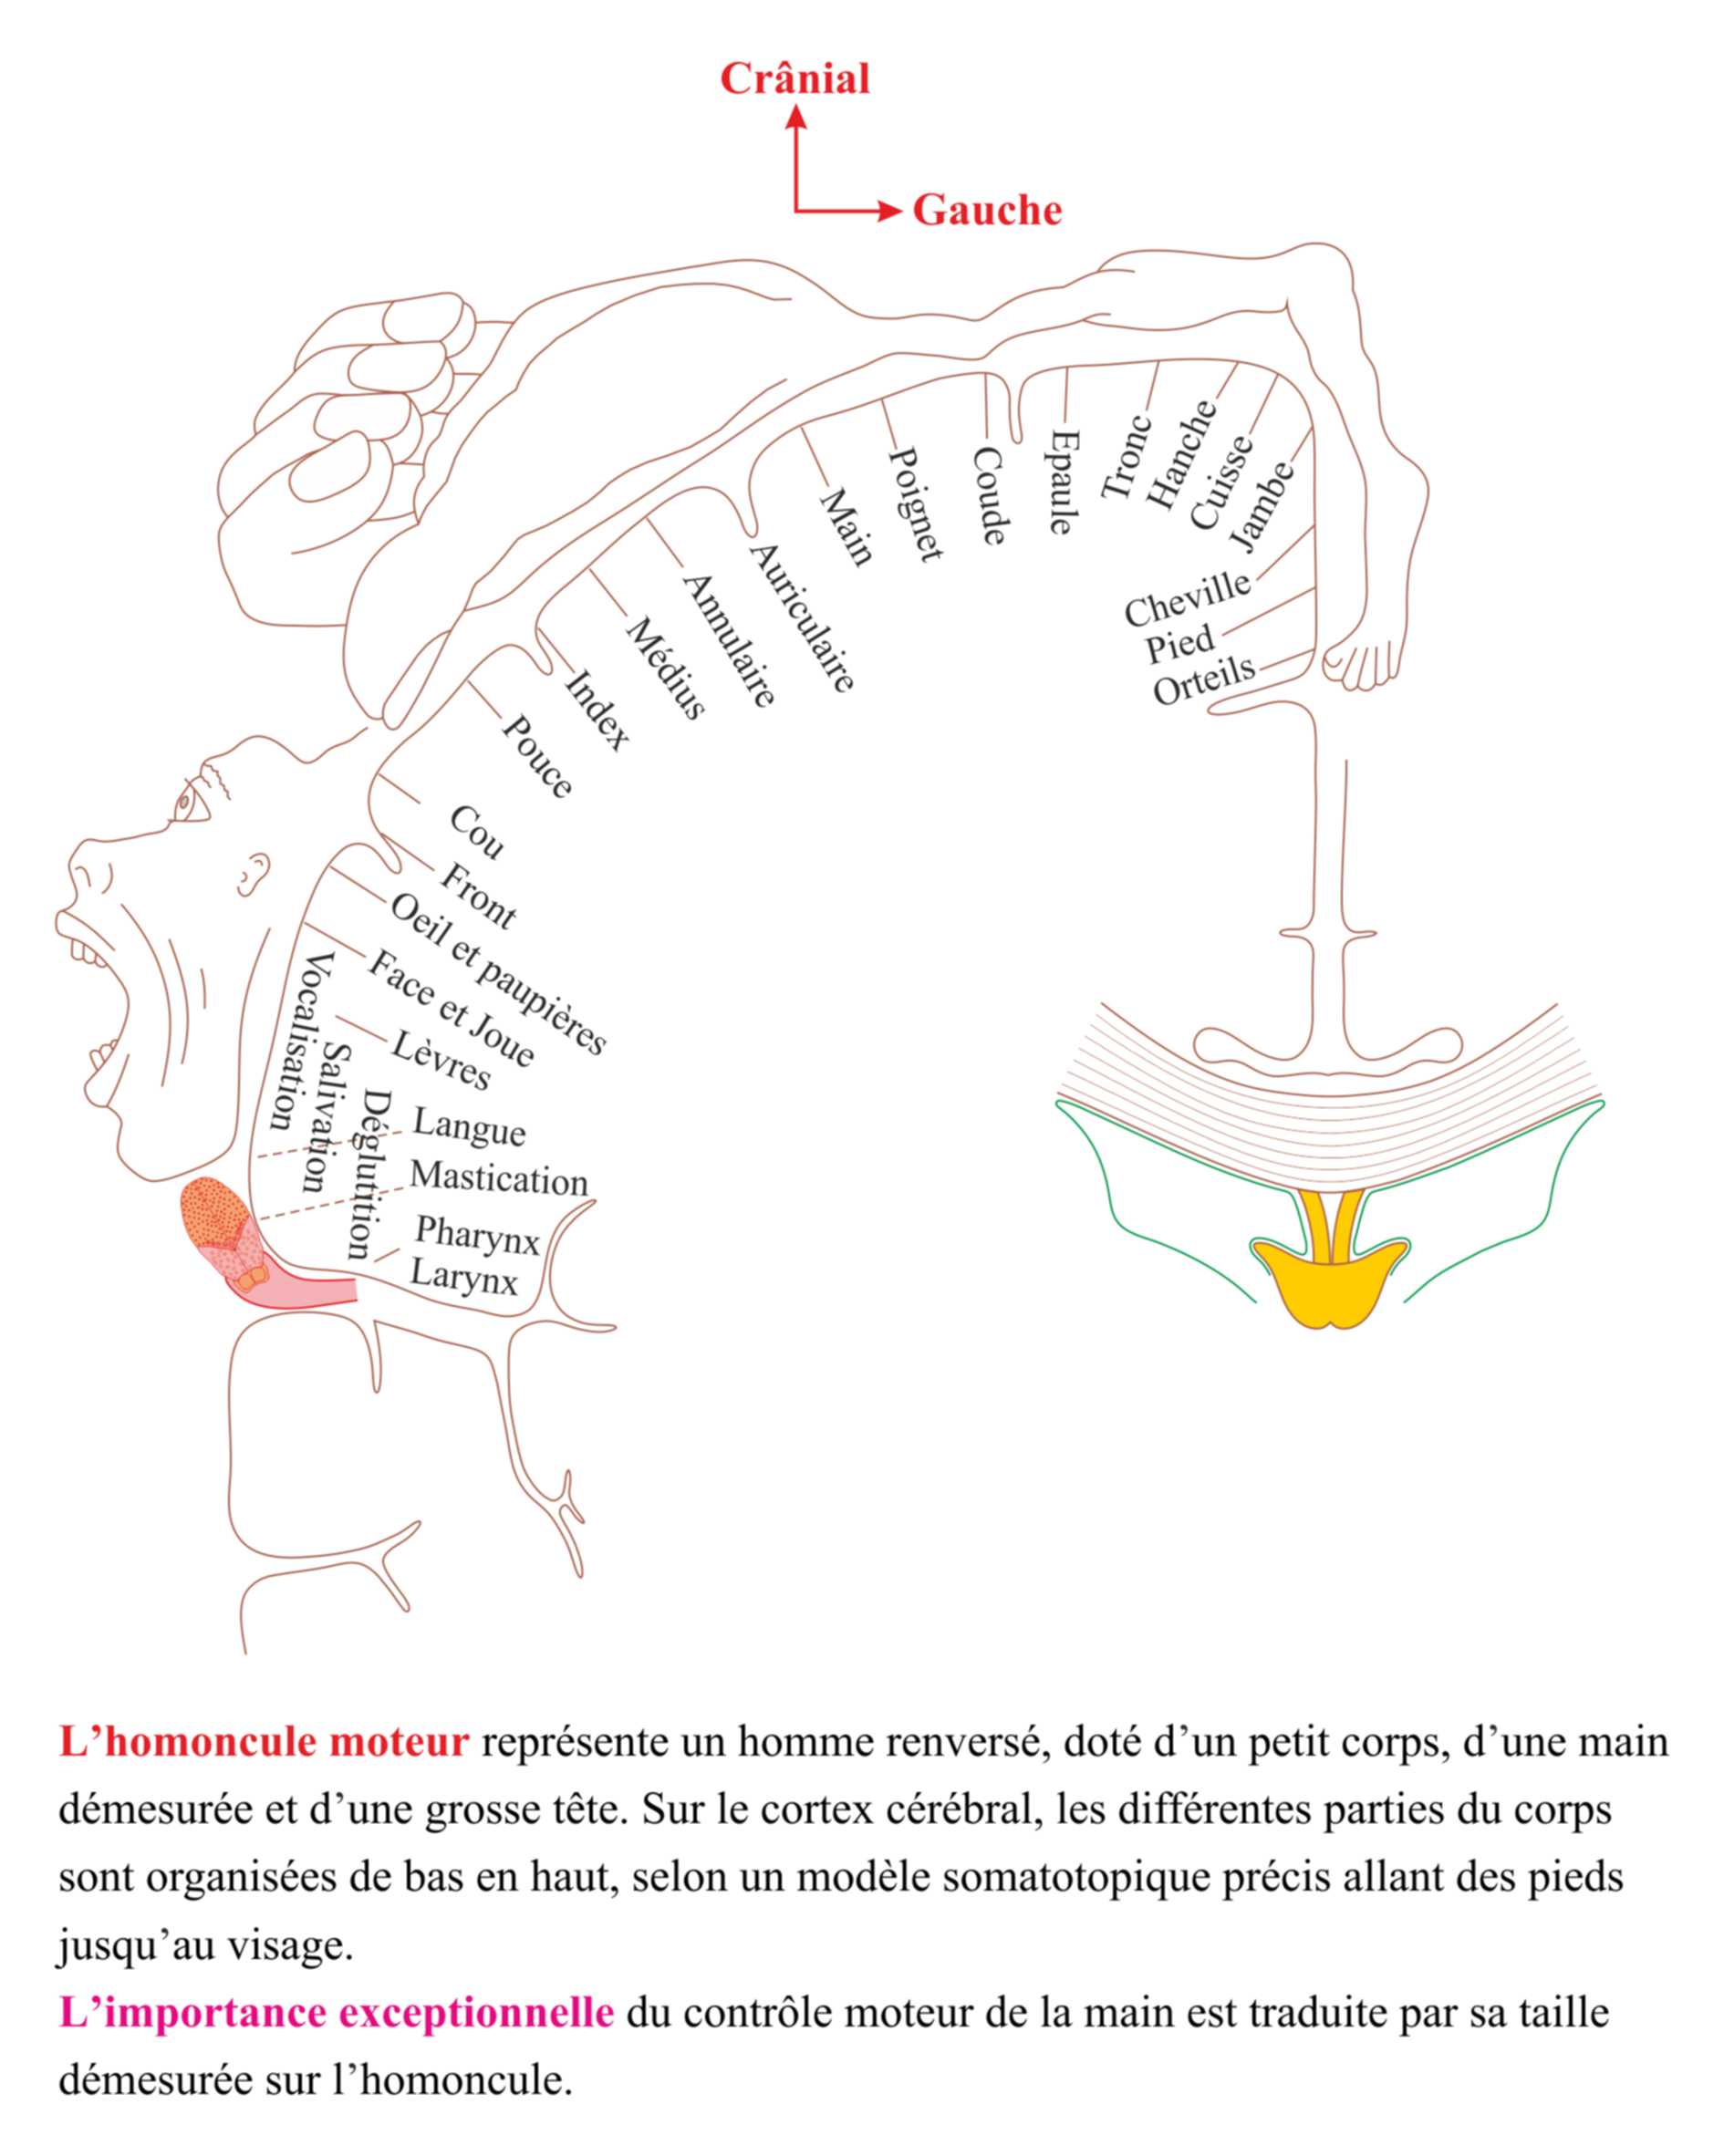 Crânial
Gauche
Epaule
Tronc
Hanche
Cuisse
Jambe
Cheville
Pied
Orteils
Coude
Poignet
Main
Auriculaire
Annulaire
Médius
Index
Pouce
Cou
Front
Oeil et paupières
Face et Joue
Lèvres
Vocalisation
Salivation
Déglutition
Langue
Mastication
Pharynx
Larynx
L’homoncule moteur représente un homme renversé, doté d’un petit corps, d’une main
démesurée et d’une grosse tête. Sur le cortex cérébral, les différentes parties du corps
sont organisées de bas en haut, selon un modèle somatotopique précis allant des pieds
jusqu’au visage.
L’importance exceptionnelle du contrôle moteur de la main est traduite par sa taille
démesurée sur l’homoncule.